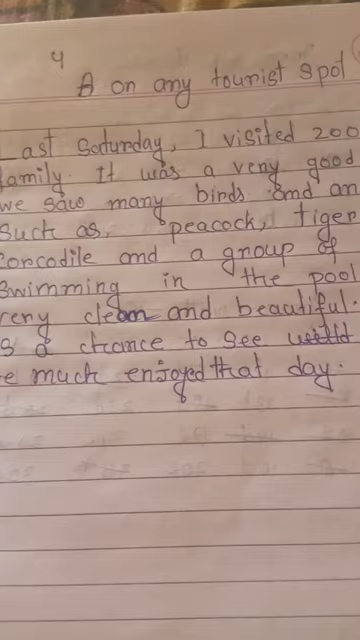 4
A on any tourist spot
Last Saturday, I visited zoo
family. It was a very good
we saw many birds and an
Such as, peacock, tiger
corcodile and a group of
Swimming in the pool
very clean and beautiful.
s a chance to see world
e much enjoyed that day.